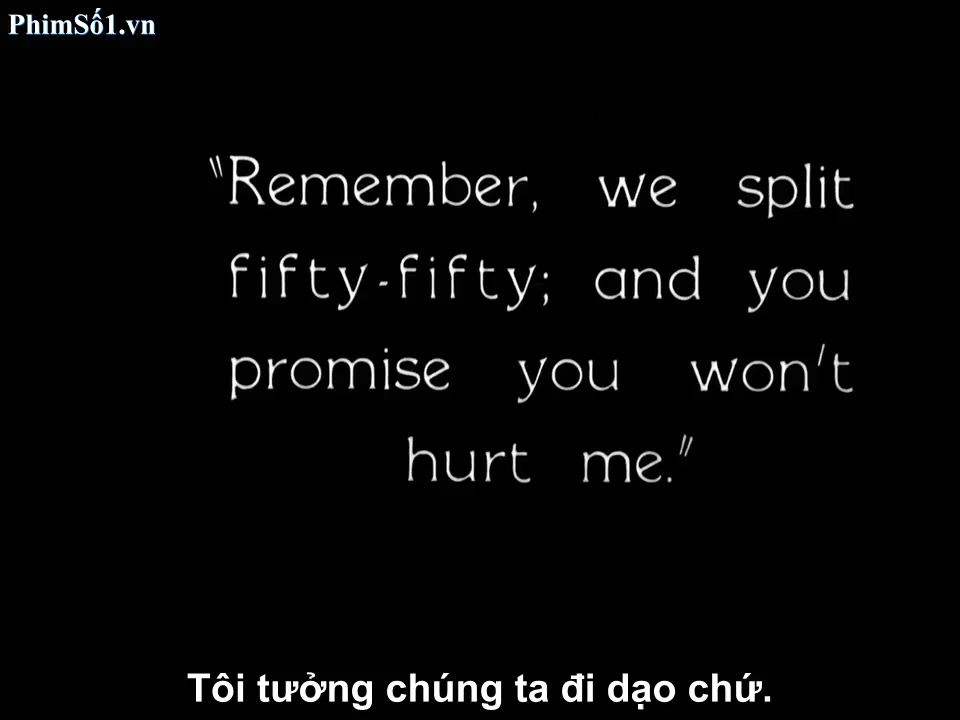 PhimSố1.vn
"Remember, we split
fifty-fifty; and you
promise you won't
hurt me."
Tôi tưởng chúng ta đi dạo chứ.